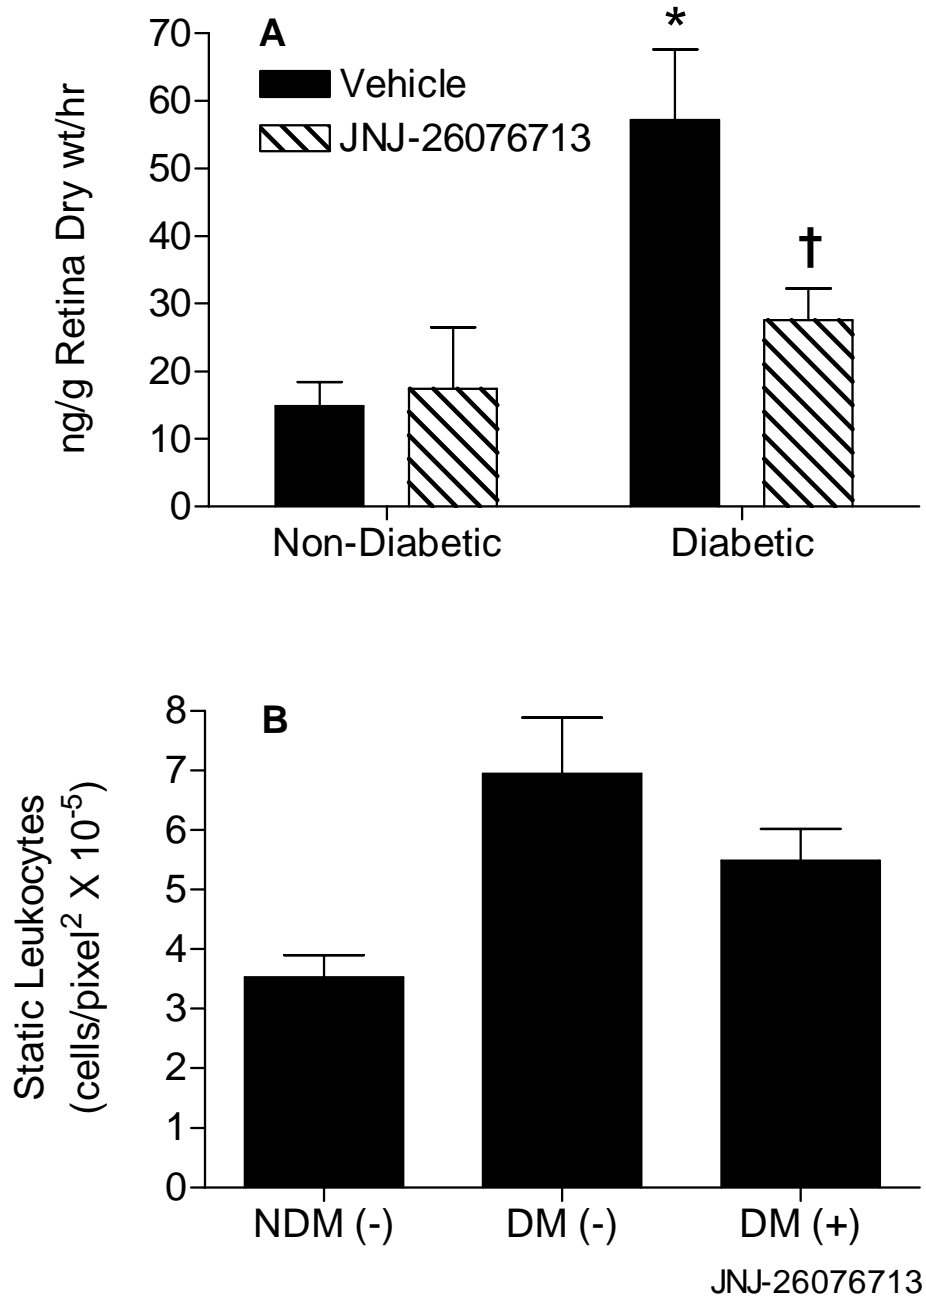 A
*
70
60
50
40
30
20
10
0
ng/g Retina Dry wt/hr
Vehicle
JNJ-26076713
†
Non-Diabetic
Diabetic
B
8
7
6
5
4
3
2
1
0
Static Leukocytes
(cells/pixel² X 10⁻⁵)
NDM (-)
DM (-)
DM (+)
JNJ-26076713